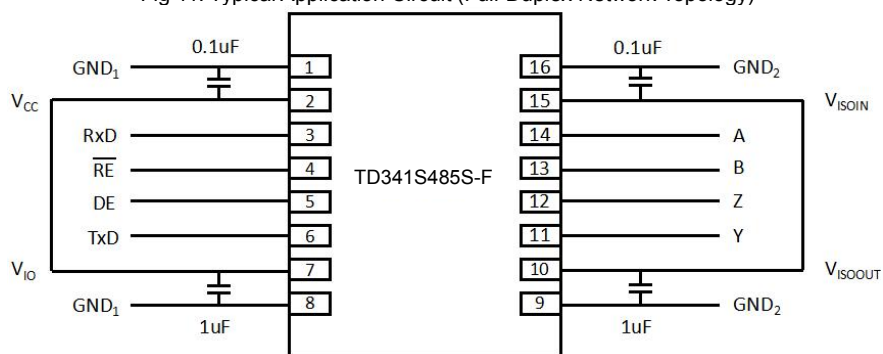 Typical Application Circuit (Full Duplex Network Topology)
0.1uF
0.1uF
GND1 1 16 GND2
VCC 2 15 VISOIN
RxD 3 14 A
RE 4 13 B
TD341S485S-F
DE 5 12 Z
TxD 6 11 Y
VIO 7 10 VISOOUT
GND1 8 9 GND2
1uF
1uF